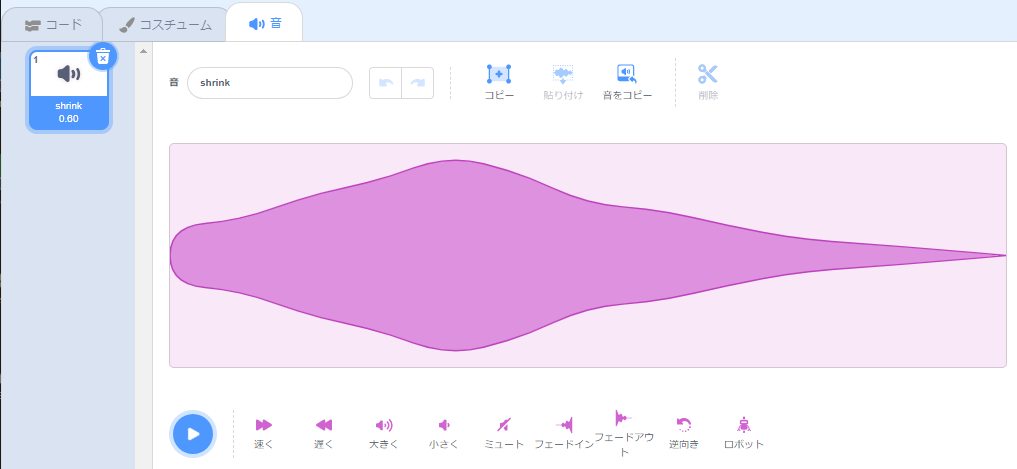 コード
コスチューム
音
1
shrink
0.60
音
shrink
コピー
貼り付け
音をコピー
削除
速く
遅く
大きく
小さく
ミュート
フェードイン
フェードアウ
ト
逆向き
ロボット